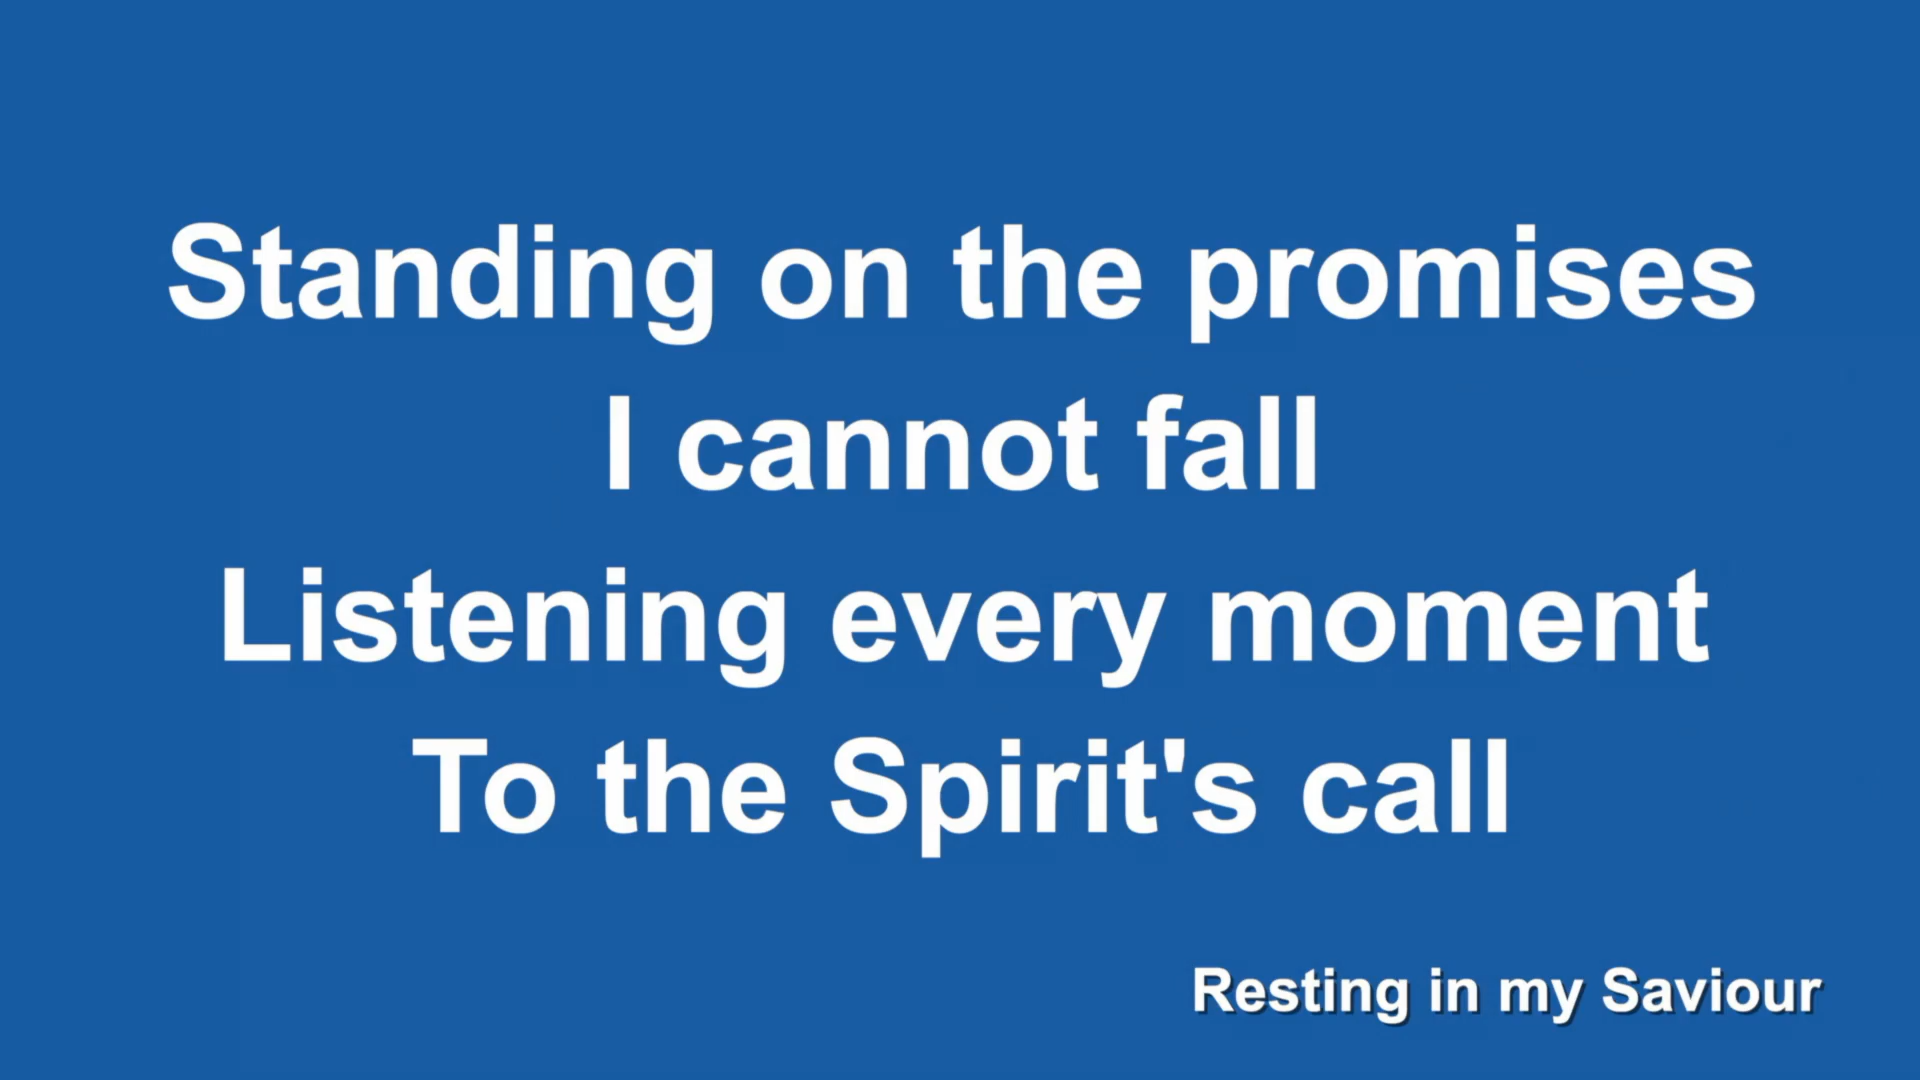 Standing on the promises
I cannot fall
Listening every moment
To the Spirit's call
Resting in my Saviour